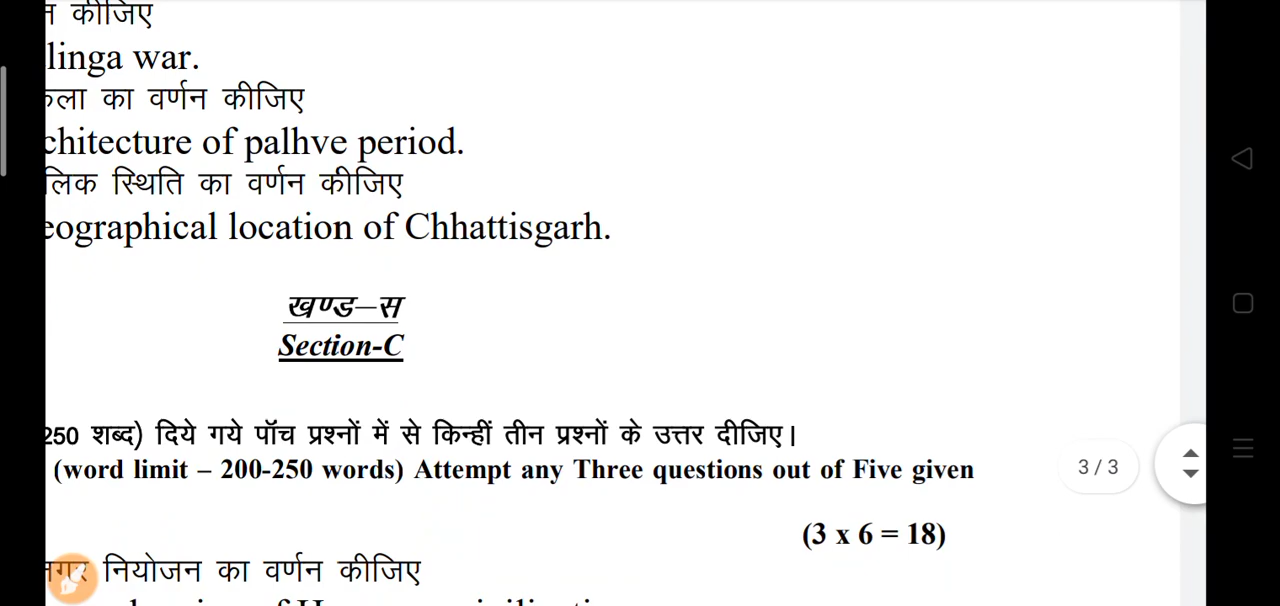 कीजिए
linga war.
का वर्णन कीजिए
chitecture of palhve period.
स्थिति का वर्णन कीजिए
eographical location of Chhattisgarh.
खण्ड–स
Section-C
250 शब्द) दिये गये पॉच प्रश्नों में से किन्हीं तीन प्रश्नों के उत्तर दीजिए।
(word limit – 200-250 words) Attempt any Three questions out of Five given
3 / 3
(3 x 6 = 18)
नियोजन का वर्णन कीजिए